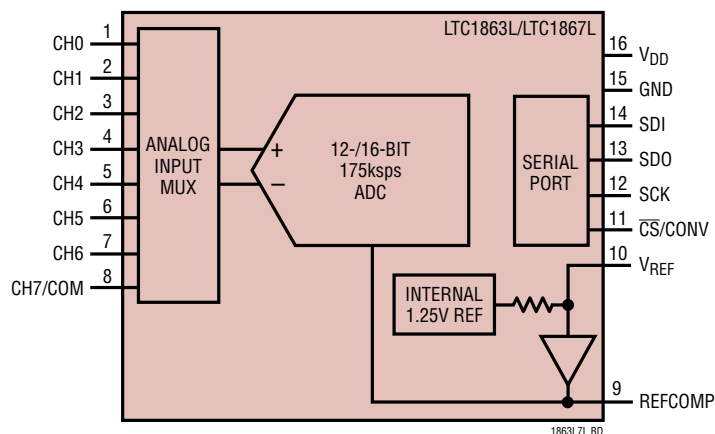 LTC1863L/LTC1867L
1
CH0
2
CH1
3
CH2
4
CH3
5
CH4
6
CH5
7
CH6
8
CH7/COM
ANALOG
INPUT
MUX
+
–
12-/16-BIT
175ksps
ADC
SERIAL
PORT
INTERNAL
1.25V REF
16
VDD
15
GND
14
SDI
13
SDO
12
SCK
11
C̅S̅/CONV
10
VREF
9
REFCOMP
1863L7L BD